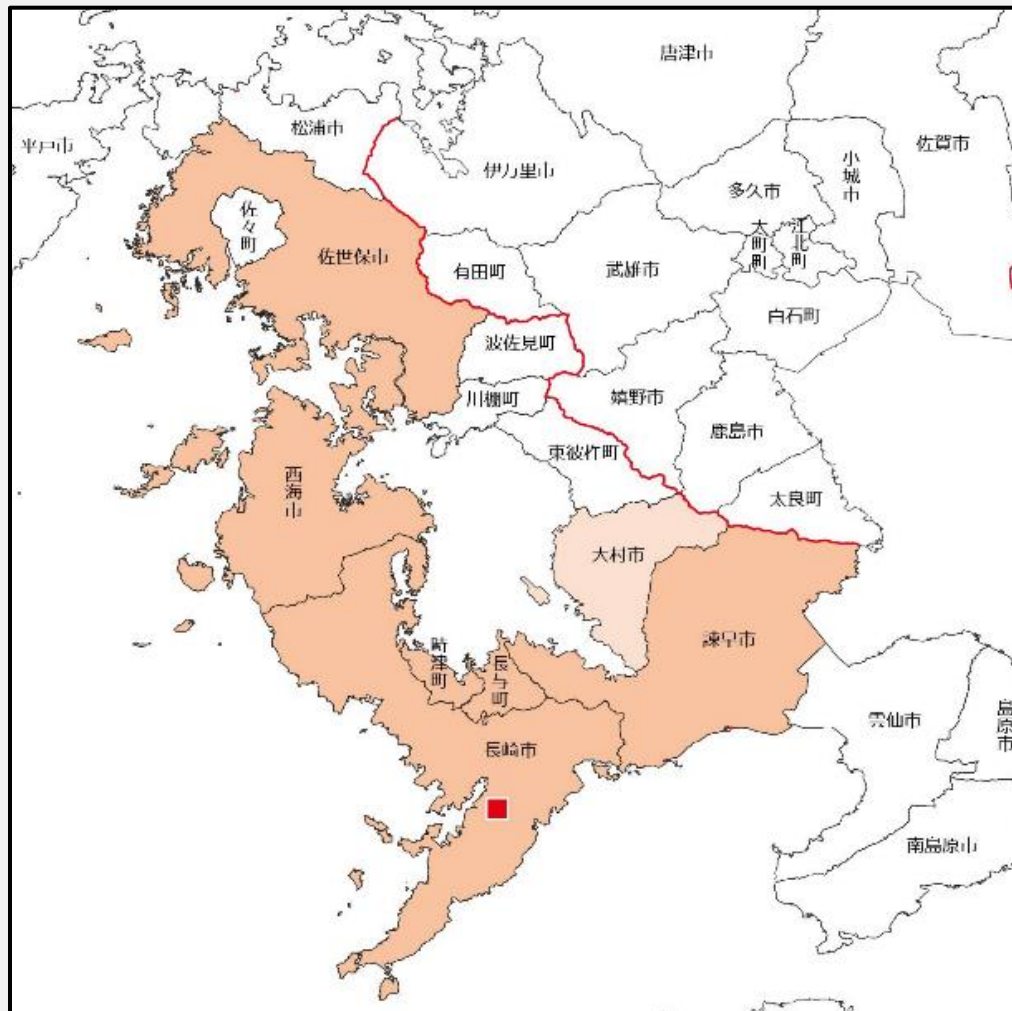 唐津市
松浦市
平戸市
伊万里市
多久市
小城市
佐賀市
佐々町
佐世保市
有田町
武雄市
大町町
江北町
白石町
波佐見町
川棚町
嬉野市
鹿島市
東彼杵町
太良町
西海市
大村市
諫早市
時津町
長与町
長崎市
雲仙市
島原市
南島原市